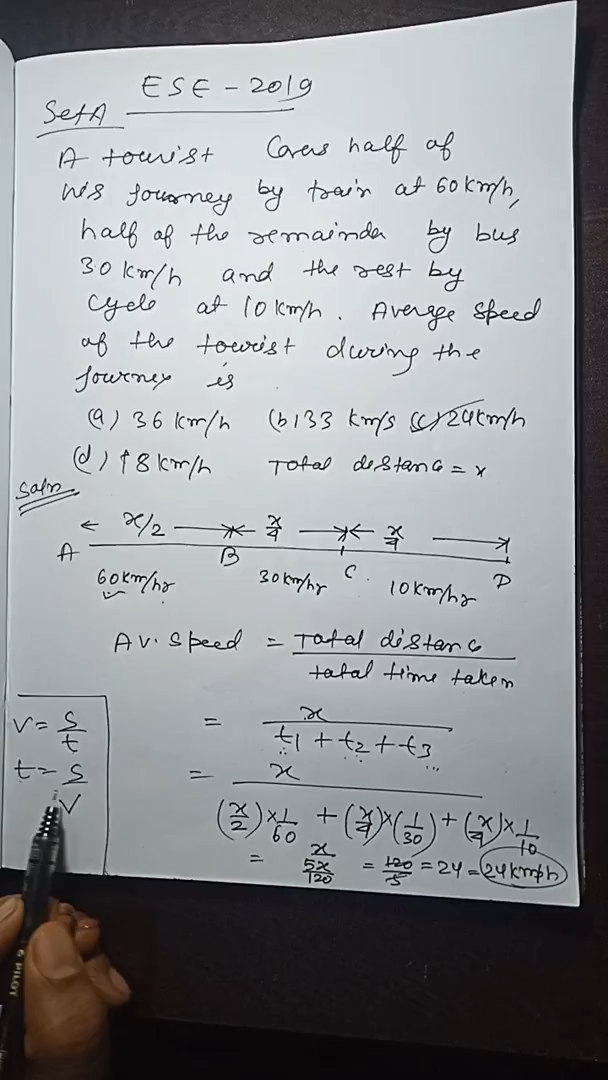 ESE - 2019
Set A
A tourist Covers half of
his journey by train at 60 km/h,
half of the remainder by bus
30 km/h and the rest by
cycle at 10 km/h. Average speed
of the tourist during the
journey is
(a) 36 km/h (b) 33 km/s (c) 24 km/h
(d) 18 km/h Total distance = x
Soln
x/2 x/4 x/4
A B C. D
60 km/hr 30 km/hr 10 km/hr
Av. Speed = Total distance / total time taken
= x / t1 + t2 + t3
v = s/t
t = s/v
= x / (x/2) × 1/60 + (x/4) × (1/30) + (x/4) × 1/10
= x / 5x/120 = 120/5 = 24 = 24 kmph
PILOT